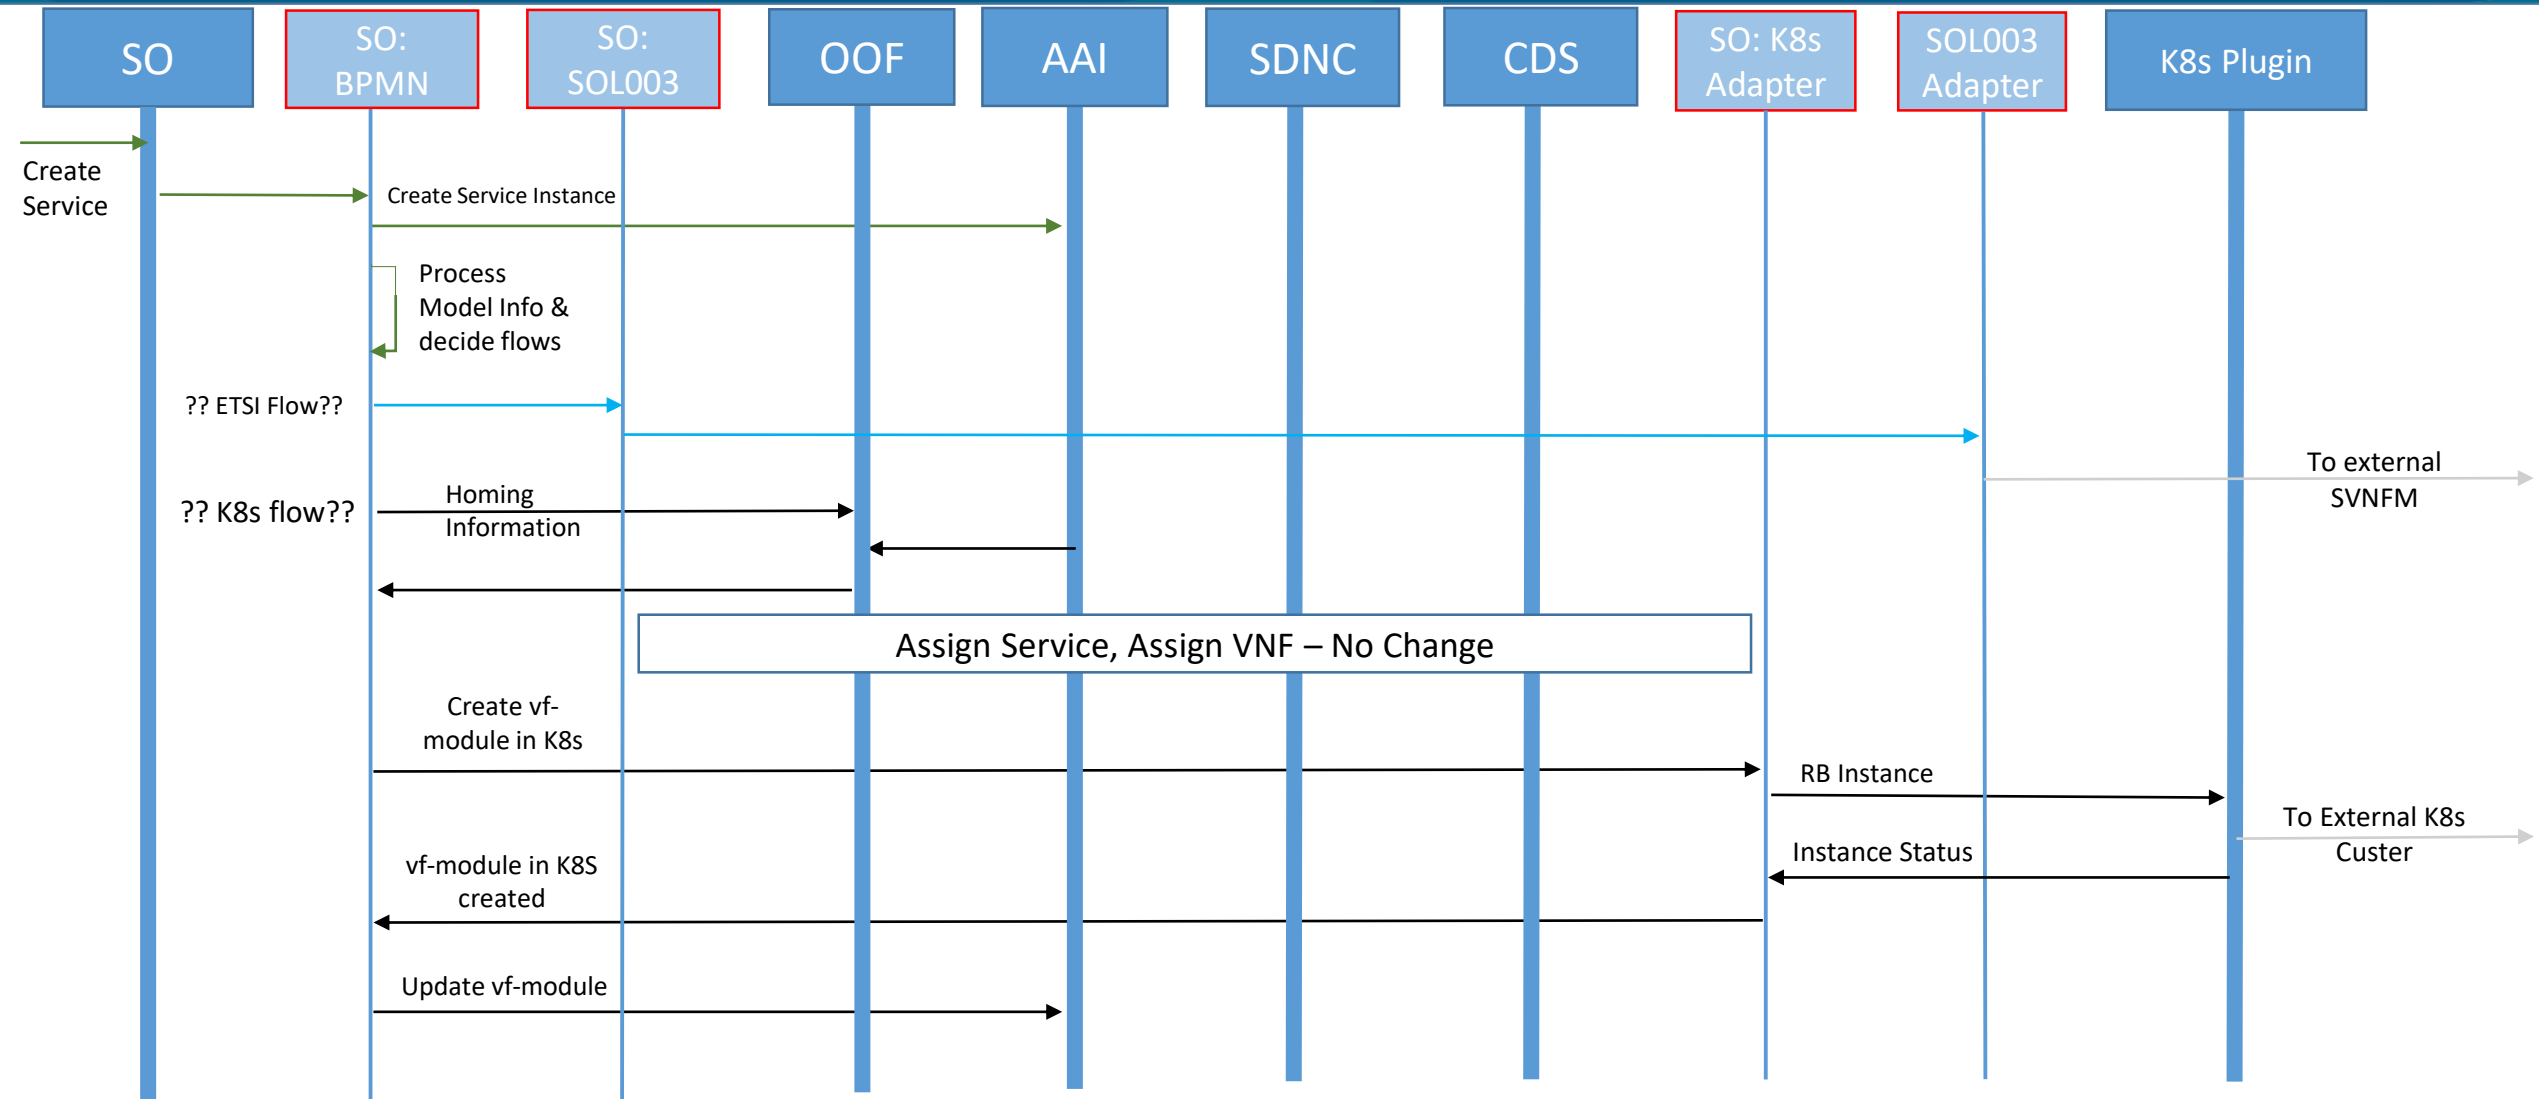 SO
SO:
BPMN
SO:
SOL003
OOF
AAI
SDNC
CDS
SO: K8s
Adapter
SOL003
Adapter
K8s Plugin
Create
Service
Create Service Instance
Process
Model Info &
decide flows
?? ETSI Flow??
To external
SVNFM
?? K8s flow??
Homing
Information
Assign Service, Assign VNF – No Change
Create vf-
module in K8s
RB Instance
To External K8s
Custer
Instance Status
vf-module in K8S
created
Update vf-module